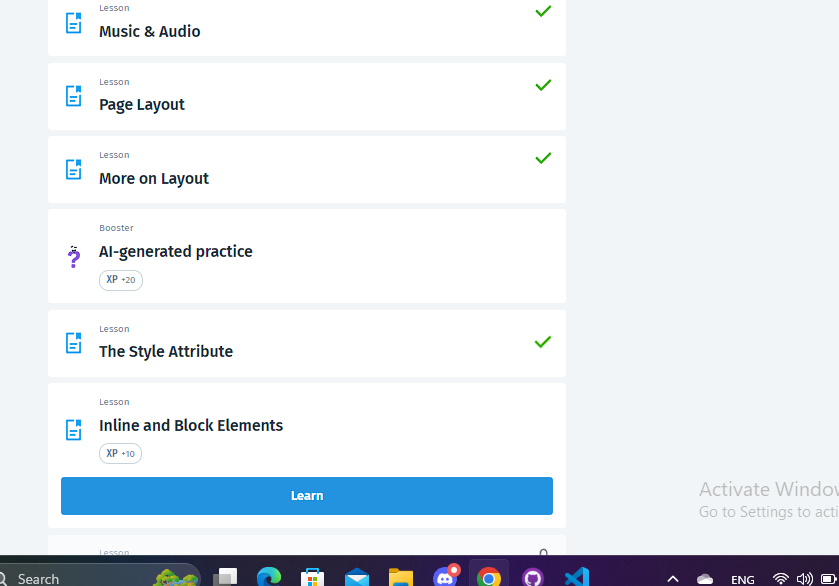 Lesson
Music & Audio
Lesson
Page Layout
Lesson
More on Layout
Booster
AI-generated practice
XP +20
Lesson
The Style Attribute
Lesson
Inline and Block Elements
XP +10
Learn
Activate Window
Go to Settings to acti
Lesson
Search
ENG